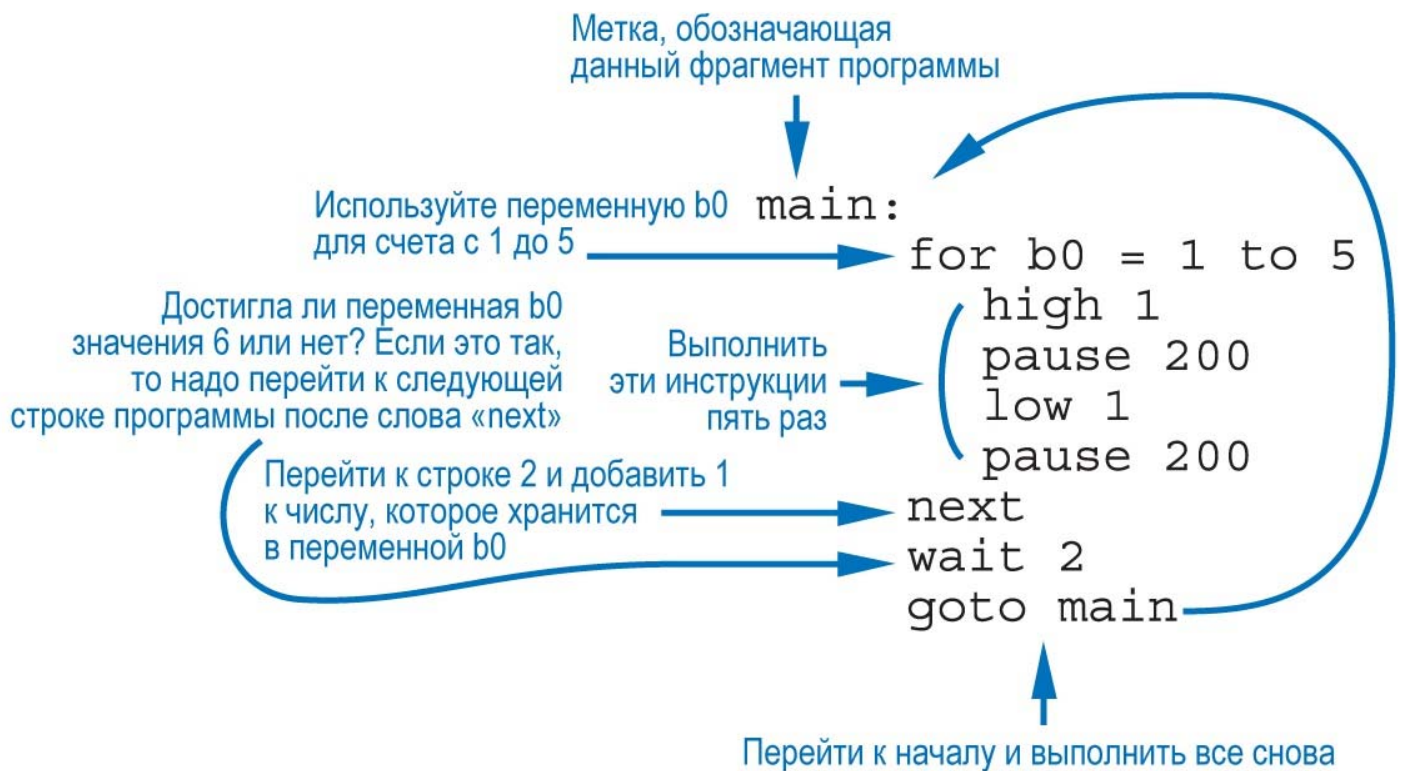 Метка, обозначающая
данный фрагмент программы
Используйте переменную b0
для счета с 1 до 5
main:
for b0 = 1 to 5
Достигла ли переменная b0
значения 6 или нет? Если это так,
то надо перейти к следующей
строке программы после слова «next»
Выполнить
эти инструкции
пять раз
high 1
pause 200
low 1
pause 200
Перейти к строке 2 и добавить 1
к числу, которое хранится
в переменной b0
next
wait 2
goto main
Перейти к началу и выполнить все снова